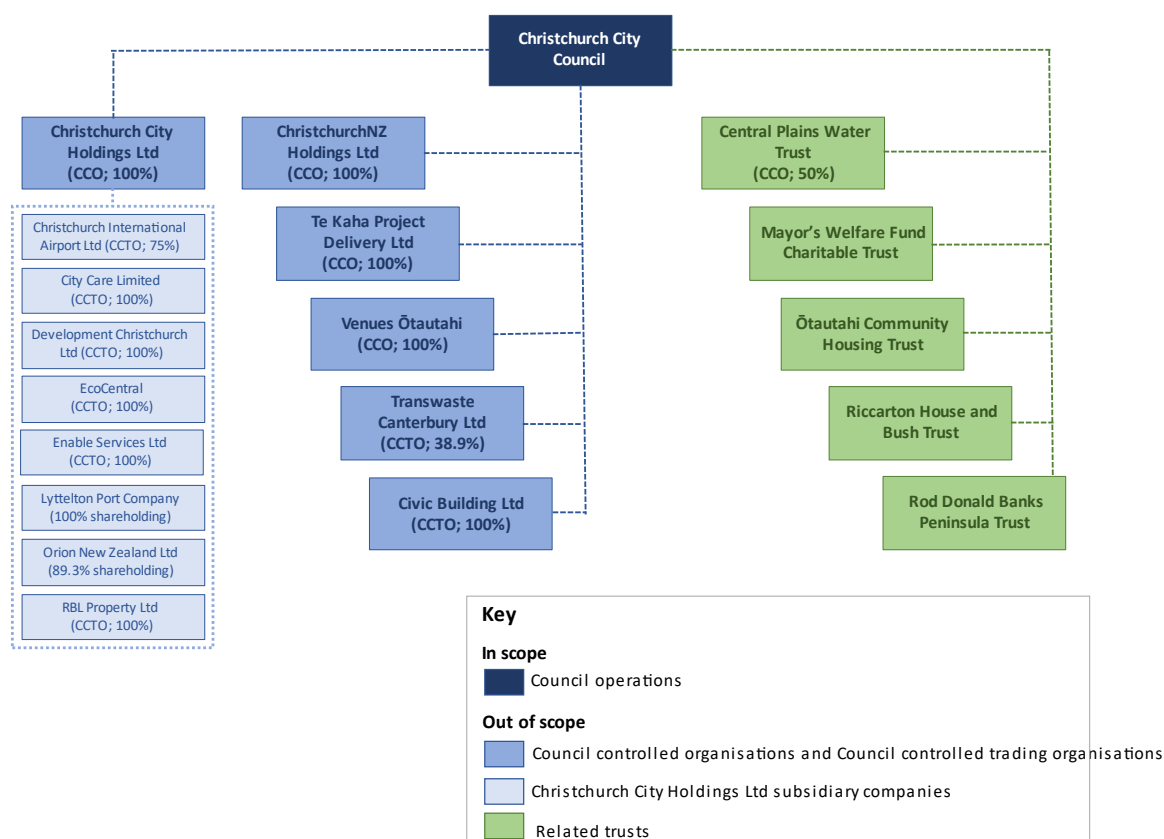 Christchurch City
Council
Christchurch City
Holdings Ltd
(CCO; 100%)
Christchurch International
Airport Ltd (CCTO; 75%)
City Care Limited
(CCTO; 100%)
Development Christchurch
Ltd (CCTO; 100%)
EcoCentral
(CCTO; 100%)
Enable Services Ltd
(CCTO; 100%)
Lyttelton Port Company
(100% shareholding)
Orion New Zealand Ltd
(89.3% shareholding)
RBL Property Ltd
(CCTO; 100%)
ChristchurchNZ
Holdings Ltd
(CCO; 100%)
Te Kaha Project
Delivery Ltd
(CCO; 100%)
Venues Ōtautahi
(CCO; 100%)
Transwaste
Canterbury Ltd
(CCTO; 38.9%)
Civic Building Ltd
(CCTO; 100%)
Central Plains Water
Trust
(CCO; 50%)
Mayor’s Welfare Fund
Charitable Trust
Ōtautahi Community
Housing Trust
Riccarton House and
Bush Trust
Rod Donald Banks
Peninsula Trust
Key
In scope
Council operations
Out of scope
Council controlled organisations and Council controlled trading organisations
Christchurch City Holdings Ltd subsidiary companies
Related trusts